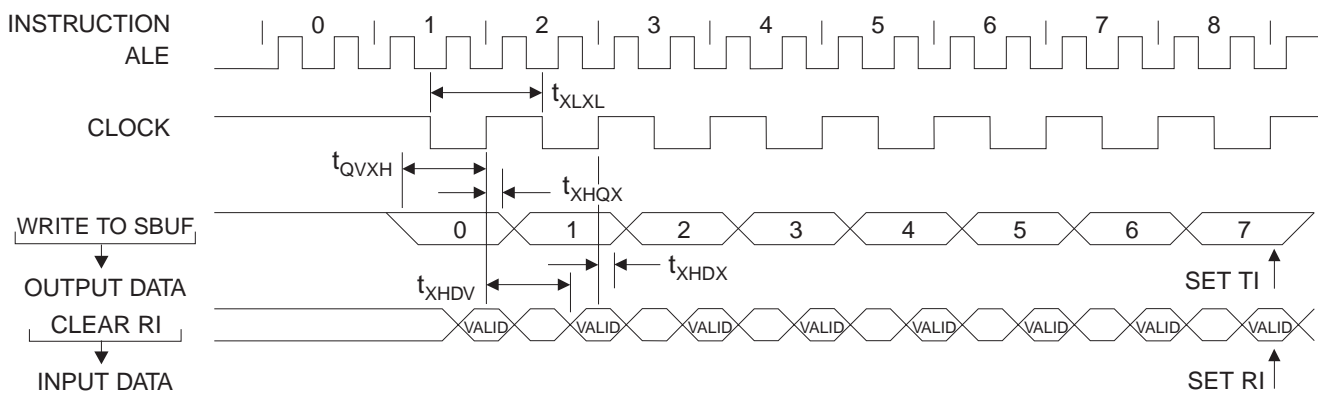 INSTRUCTION 0 1 2 3 4 5 6 7 8
ALE
tXLXL
CLOCK
tQVXH
tXHQX
WRITE TO SBUF 0 1 2 3 4 5 6 7
tXHDX
tXHDV
SET TI
OUTPUT DATA
CLEAR RI VALID VALID VALID VALID VALID VALID VALID VALID
INPUT DATA
SET RI